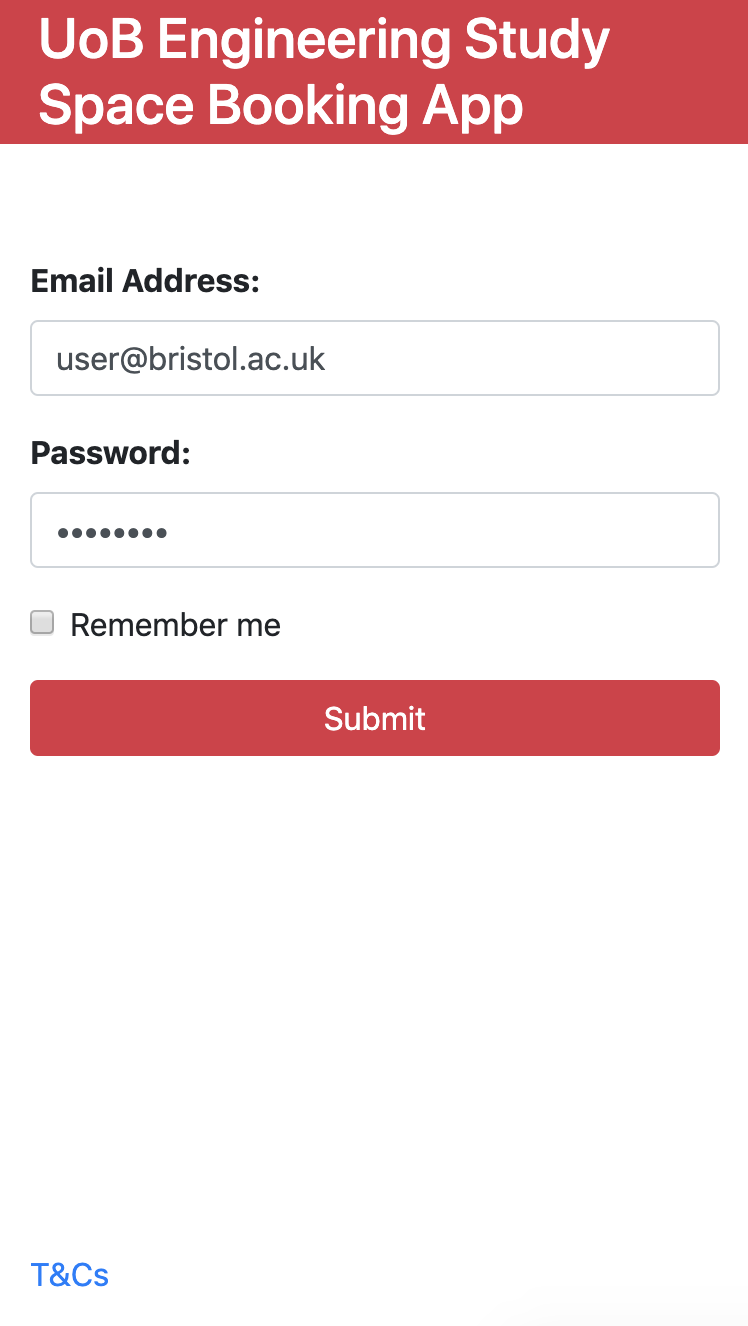 UoB Engineering Study
Space Booking App
Email Address:
user@bristol.ac.uk
Password:
••••••••
Remember me
Submit
T&Cs